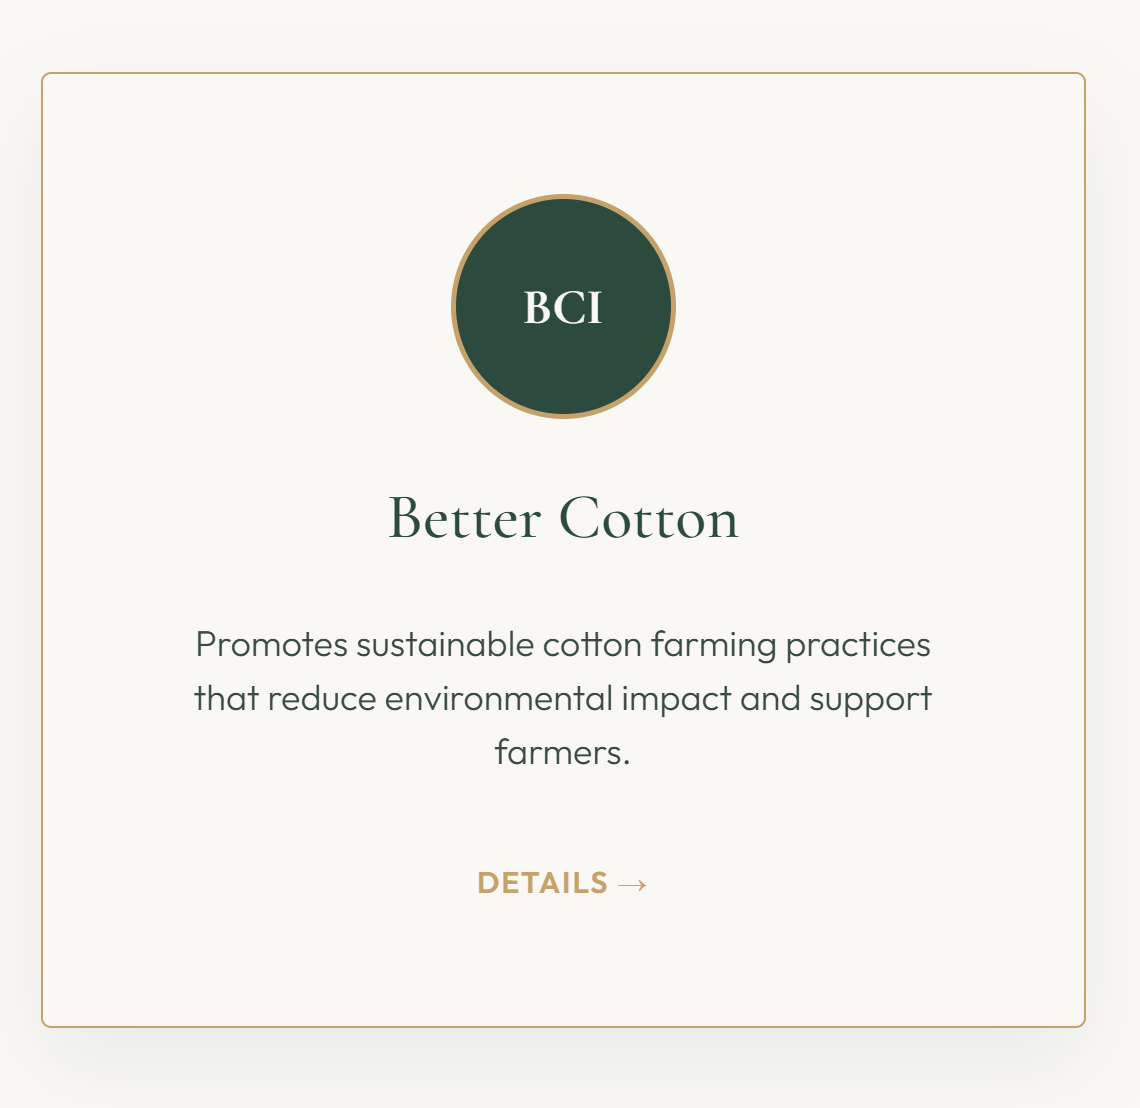 BCI
Better Cotton
Promotes sustainable cotton farming practices
that reduce environmental impact and support
farmers.
DETAILS →